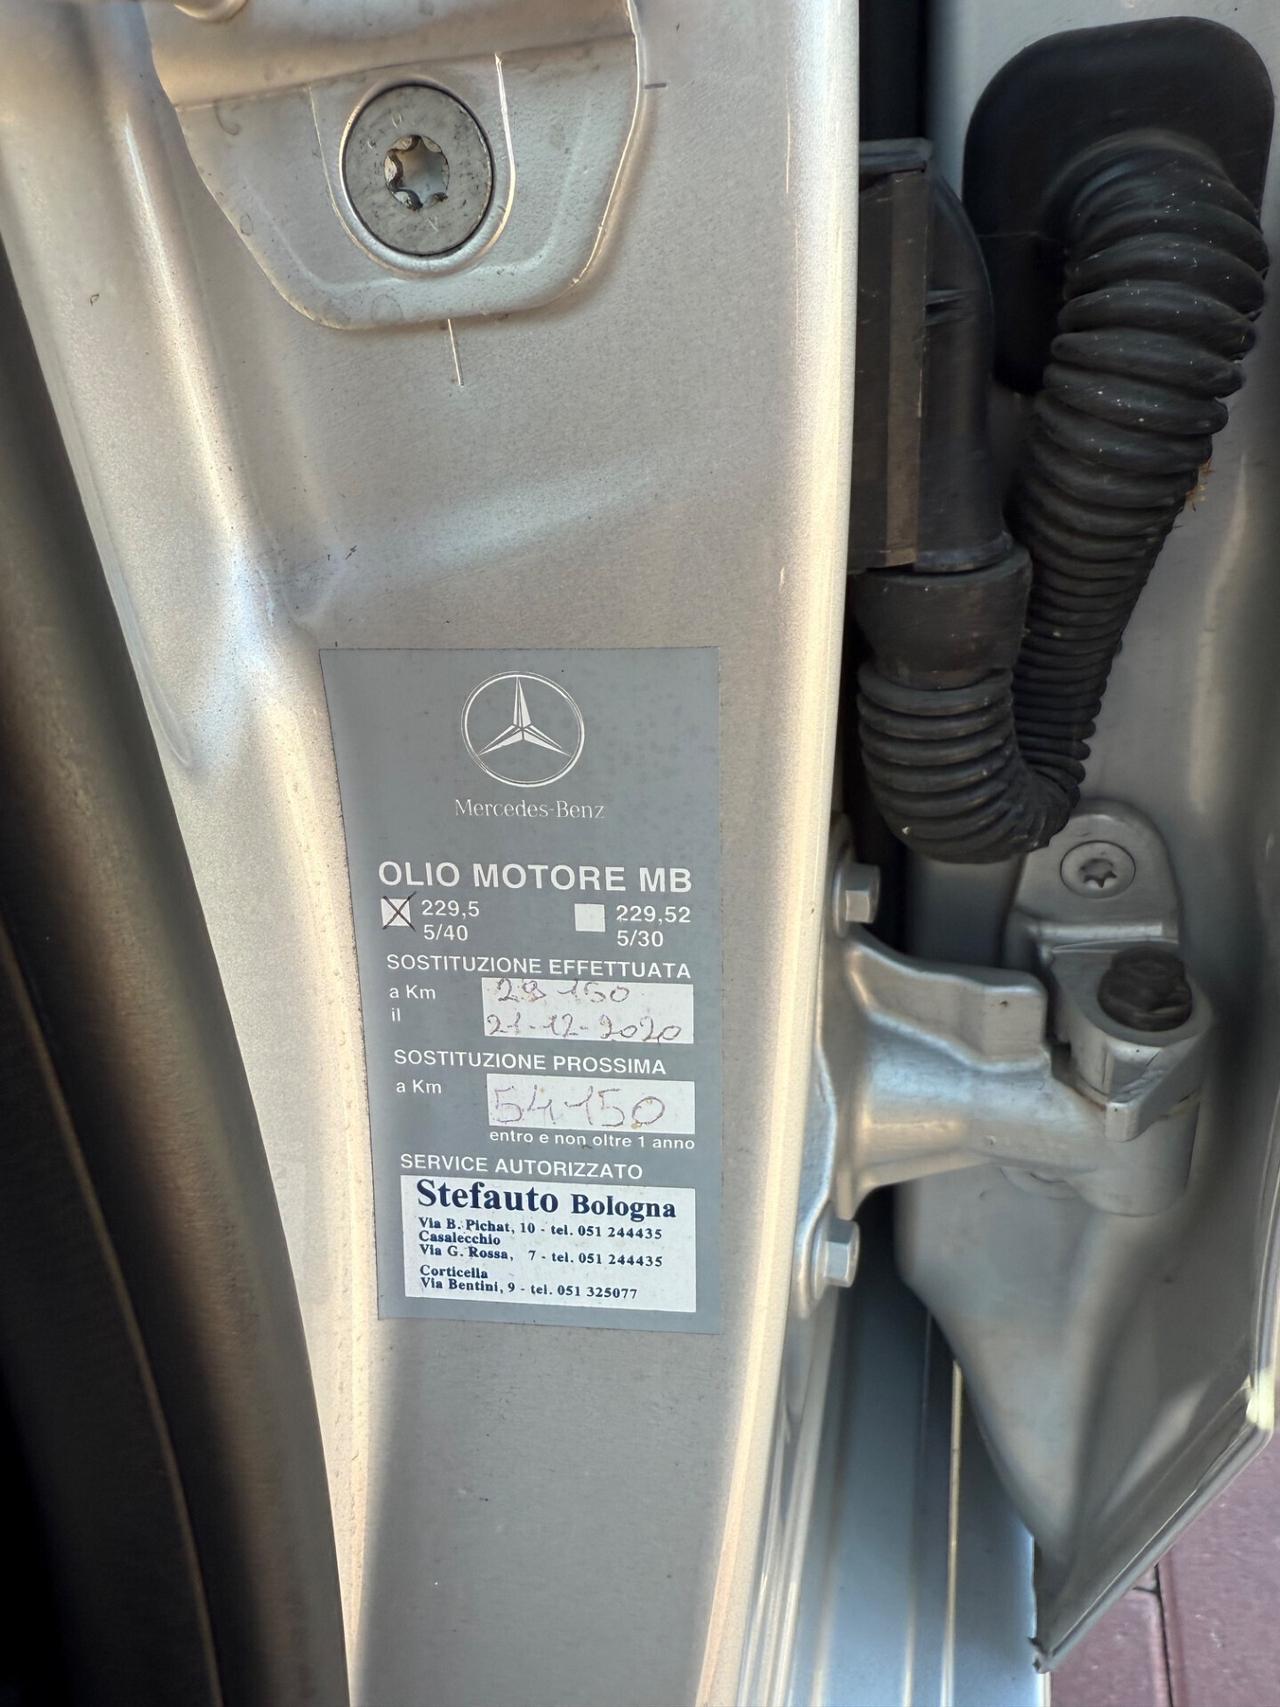 Mercedes-Benz
OLIO MOTORE MB
229,5 229,52
5/40 5/30
SOSTITUZIONE EFFETTUATA
a Km 29 150
il 21-12-2020
SOSTITUZIONE PROSSIMA
a Km 54150
entro e non oltre 1 anno
SERVICE AUTORIZZATO
Stefauto Bologna
Via B. Pichat, 10 - tel. 051 244435
Casalecchio
Via G. Rossa, 7 - tel. 051 244435
Corticella
Via Bentini, 9 - tel. 051 325077